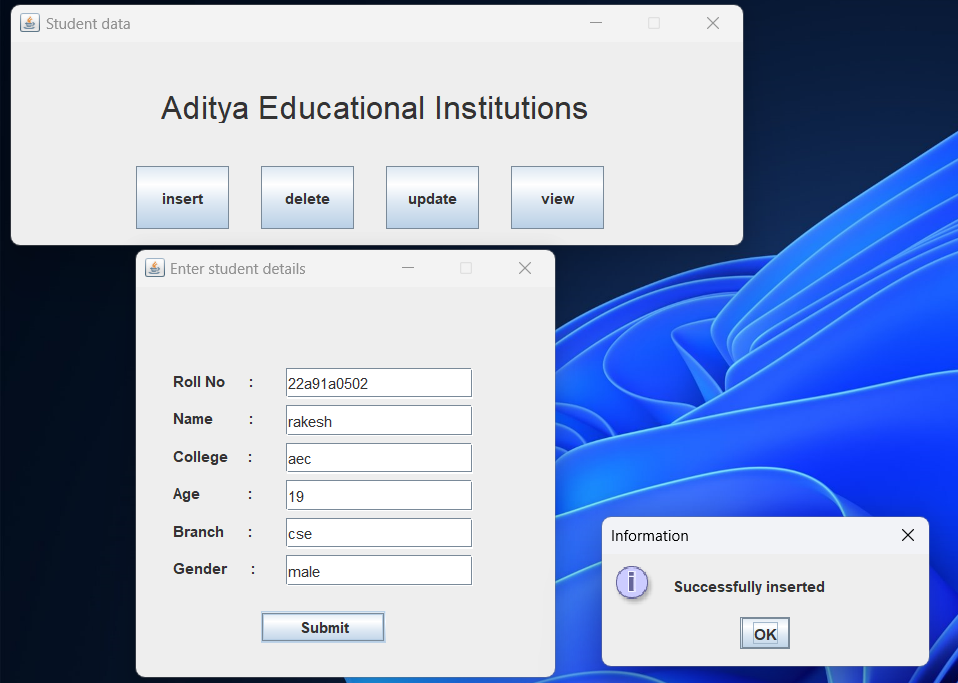 Student data
Aditya Educational Institutions
insert delete update view
Enter student details
Roll No : 22a91a0502
Name : rakesh
College : aec
Age : 19
Branch : cse
Gender : male
Submit
Information
Successfully inserted
OK